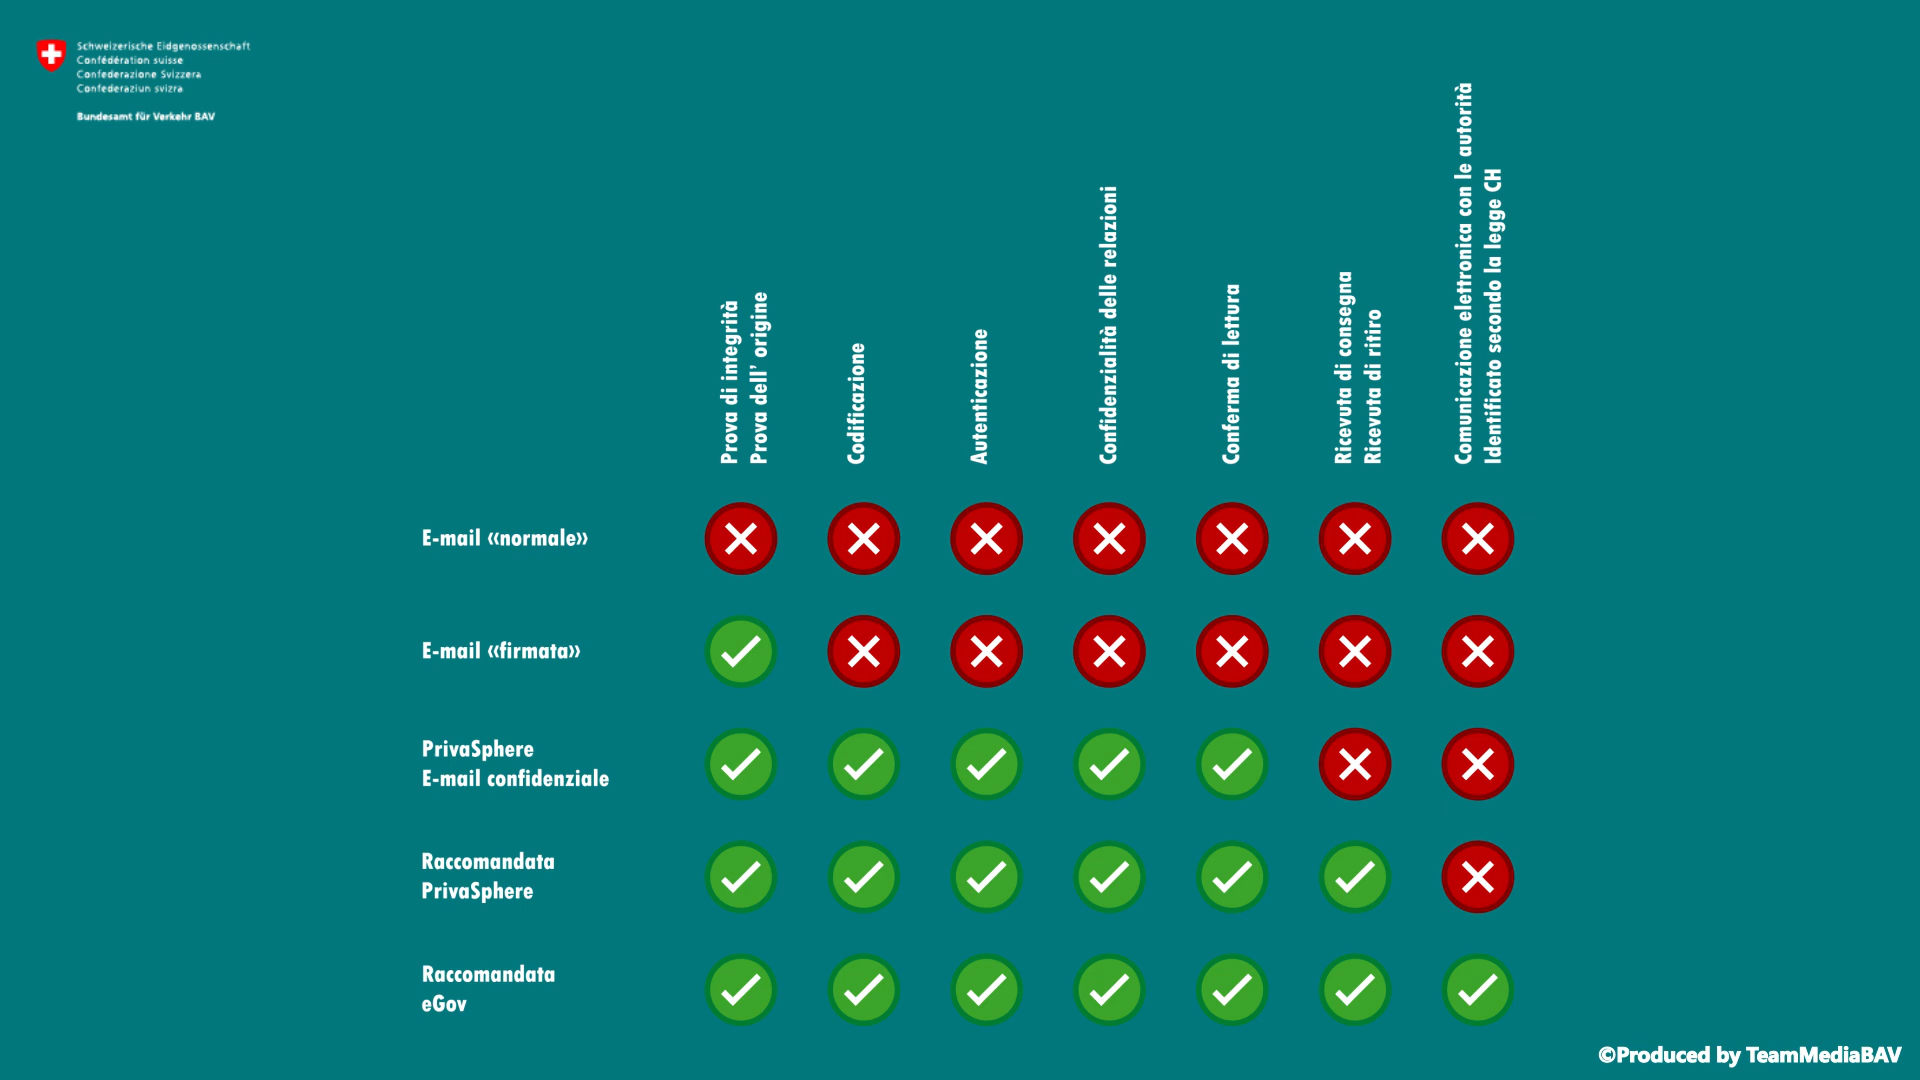 Schweizerische Eidgenossenschaft
Confédération suisse
Confederazione Svizzera
Confederaziun svizra
Bundesamt für Verkehr BAV
Prova di integrità
Prova dell' origine
Codificazione
Autenticazione
Confidenzialità delle relazioni
Conferma di lettura
Ricevuta di consegna
Ricevuta di ritiro
Comunicazione elettronica con le autorità
Identificato secondo la legge CH
E-mail «normale»
E-mail «firmata»
PrivaSphere
E-mail confidenziale
Raccomandata
PrivaSphere
Raccomandata
eGov
©Produced by TeamMediaBAV